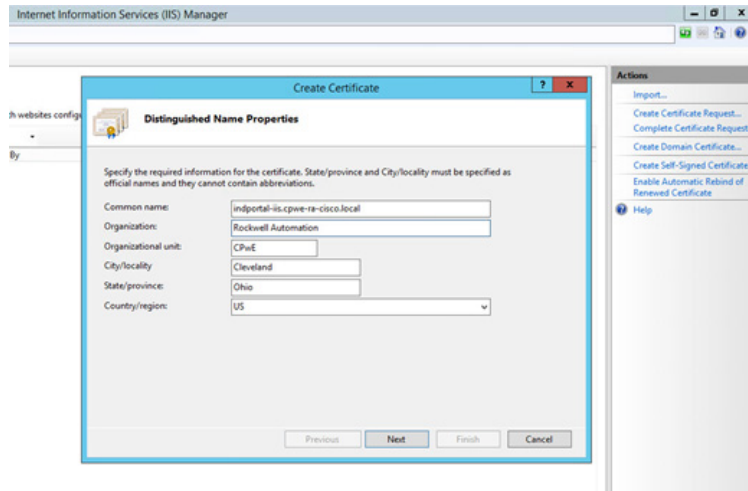 Internet Information Services (IIS) Manager
Actions
Import...
Create Certificate Request...
Complete Certificate Request
Create Domain Certificate...
Create Self-Signed Certificate
Enable Automatic Rebind of
Renewed Certificate
Help
th websites config
By
Create Certificate
Distinguished Name Properties
Specify the required information for the certificate. State/province and City/locality must be specified as
official names and they cannot contain abbreviations.
Common name: indportal-iis.cpwe-ra-cisco.local
Organization: Rockwell Automation
Organizational unit: CPwE
City/locality Cleveland
State/province: Ohio
Country/region: US
Previous Next Finish Cancel